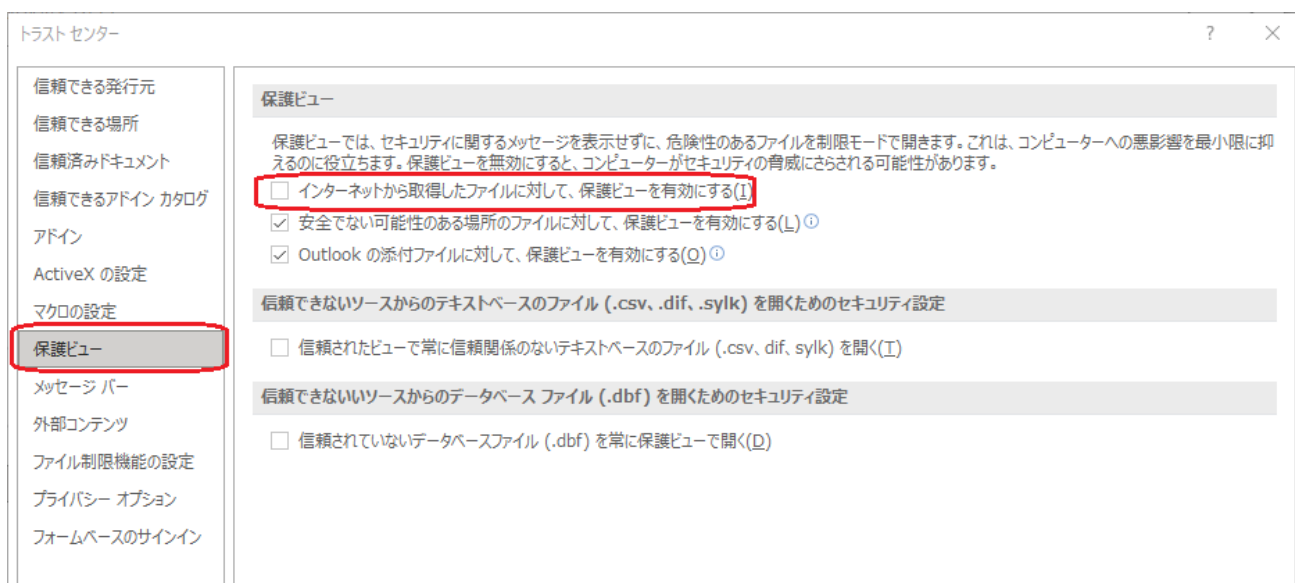 トラスト センター
?
信頼できる発行元
信頼できる場所
信頼済みドキュメント
信頼できるアドイン カタログ
アドイン
ActiveX の設定
マクロの設定
保護ビュー
メッセージ バー
外部コンテンツ
ファイル制限機能の設定
プライバシー オプション
フォームベースのサインイン
保護ビュー
保護ビューでは、セキュリティに関するメッセージを表示せずに、危険性のあるファイルを制限モードで開きます。これは、コンピューターへの悪影響を最小限に抑
えるのに役立ちます。保護ビューを無効にすると、コンピューターがセキュリティの脅威にさらされる可能性があります。
インターネットから取得したファイルに対して、保護ビューを有効にする(I)
安全でない可能性のある場所のファイルに対して、保護ビューを有効にする(L)
Outlook の添付ファイルに対して、保護ビューを有効にする(O)
信頼できないソースからのテキストベースのファイル (.csv、.dif、.sylk) を開くためのセキュリティ設定
信頼されたビューで常に信頼関係のないテキストベースのファイル (.csv、dif、sylk) を開く(T)
信頼できないいソースからのデータベース ファイル (.dbf) を開くためのセキュリティ設定
信頼されていないデータベースファイル (.dbf) を常に保護ビューで開く(D)